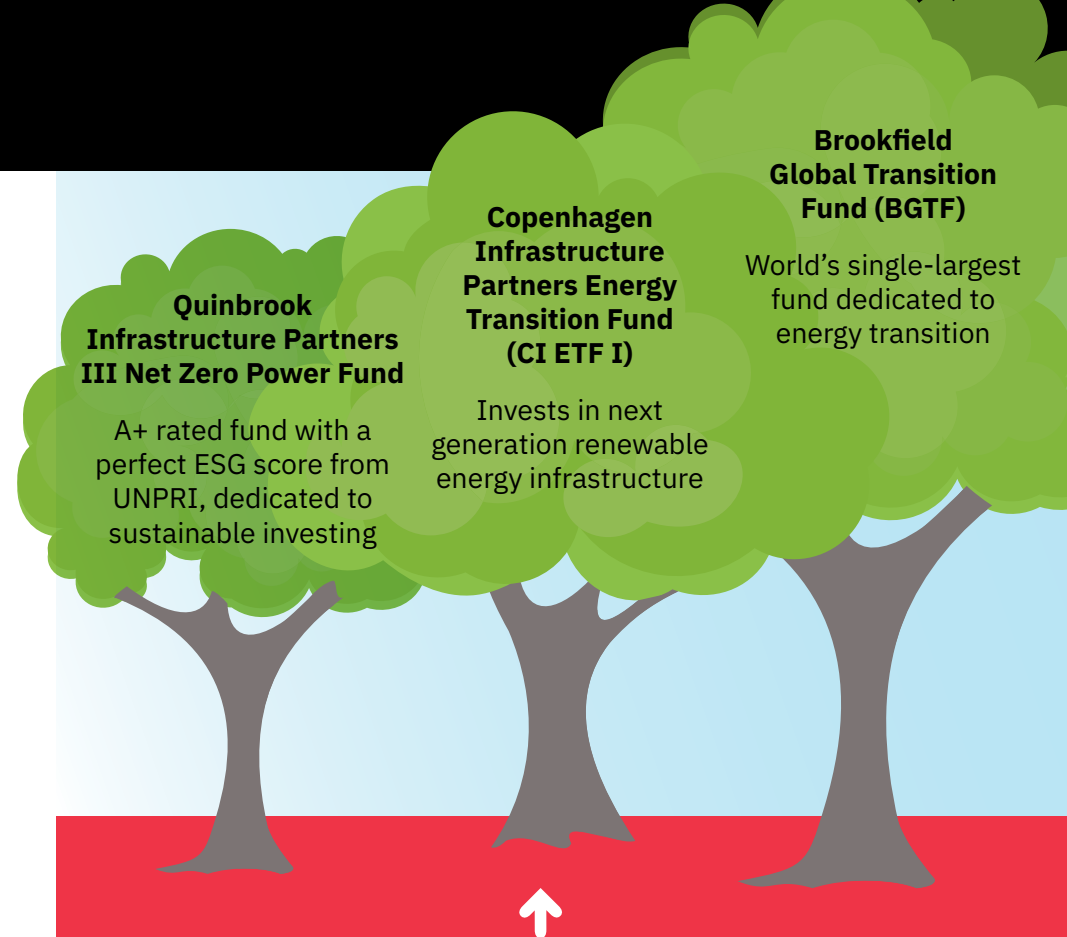 Quinbrook
Infrastructure Partners
III Net Zero Power Fund
A+ rated fund with a
perfect ESG score from
UNPRI, dedicated to
sustainable investing
Copenhagen
Infrastructure
Partners Energy
Transition Fund
(CI ETF I)
Invests in next
generation renewable
energy infrastructure
Brookfield
Global Transition
Fund (BGTF)
World’s single-largest
fund dedicated to
energy transition